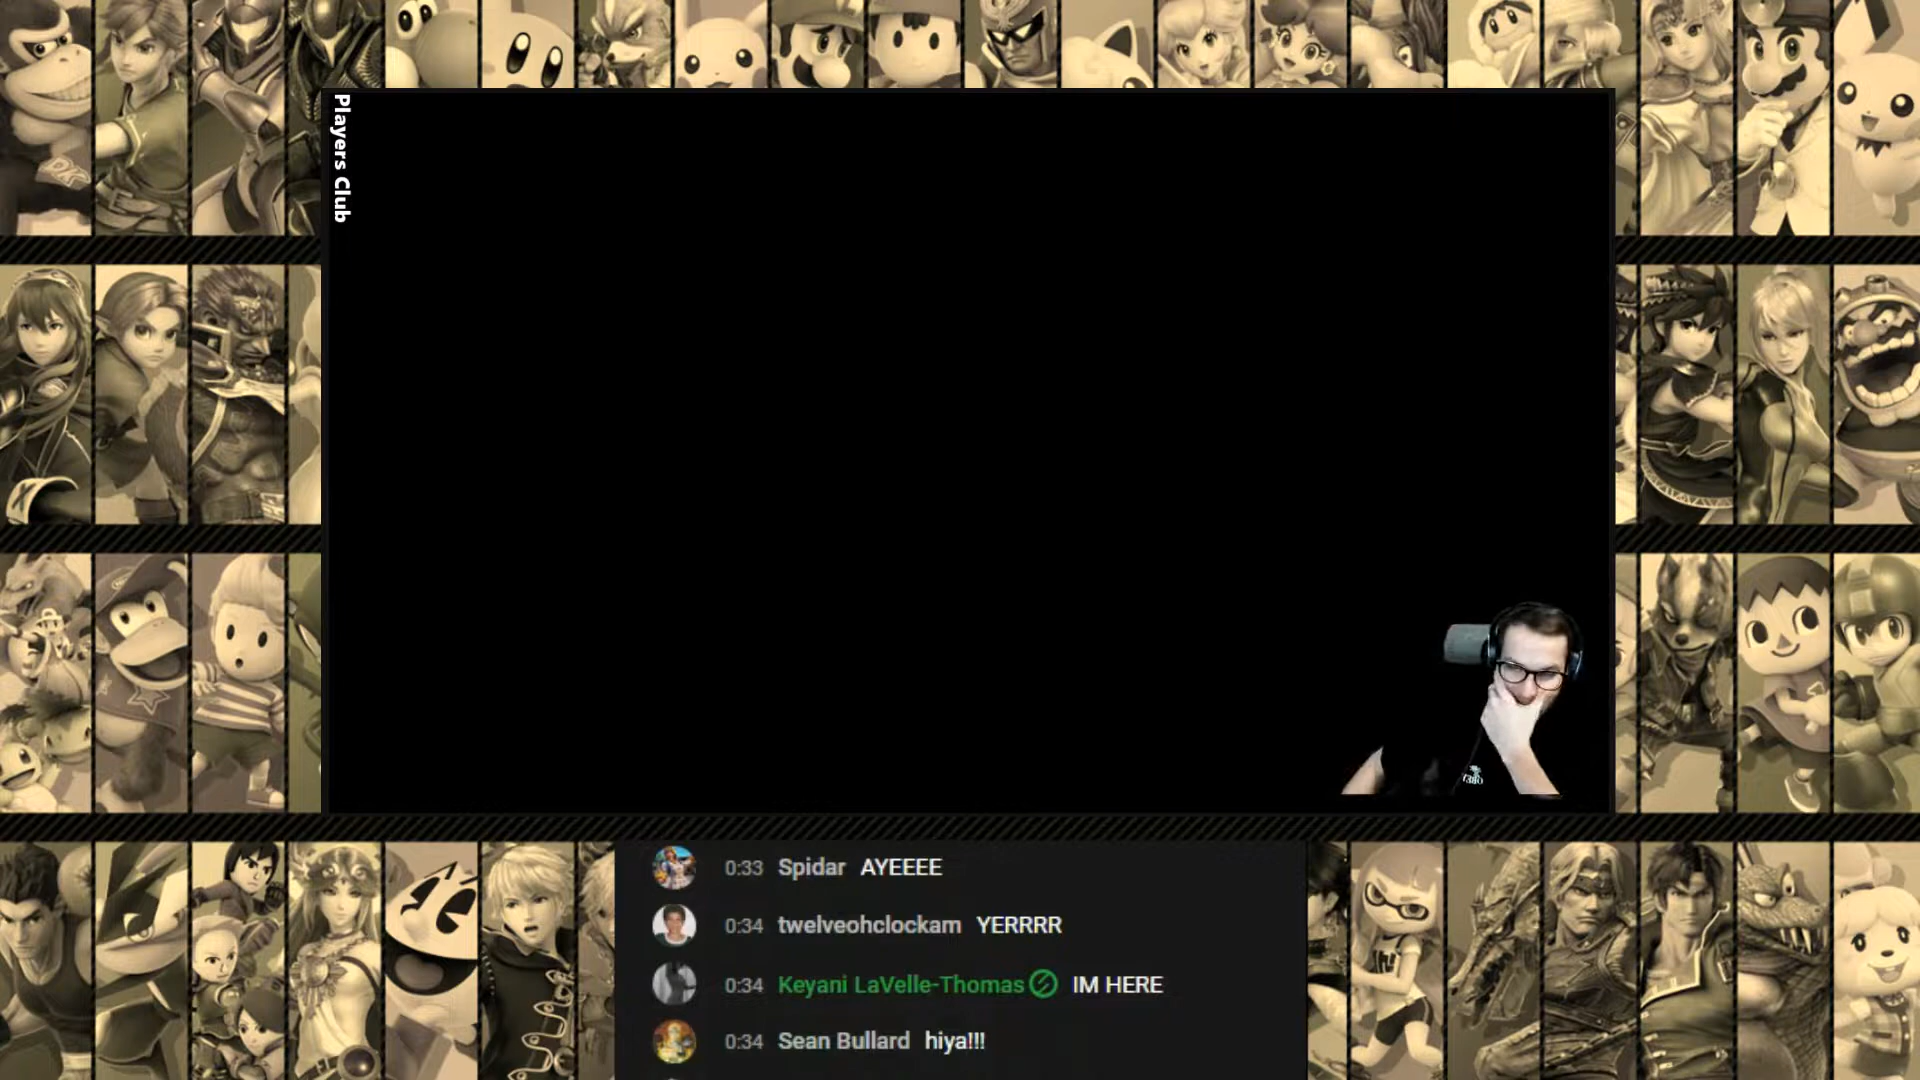 Players Club
0:33 Spidar AYEEEE
0:34 twelveohclockam YERRRR
0:34 Keyani LaVelle-Thomas IM HERE
0:34 Sean Bullard hiya!!!